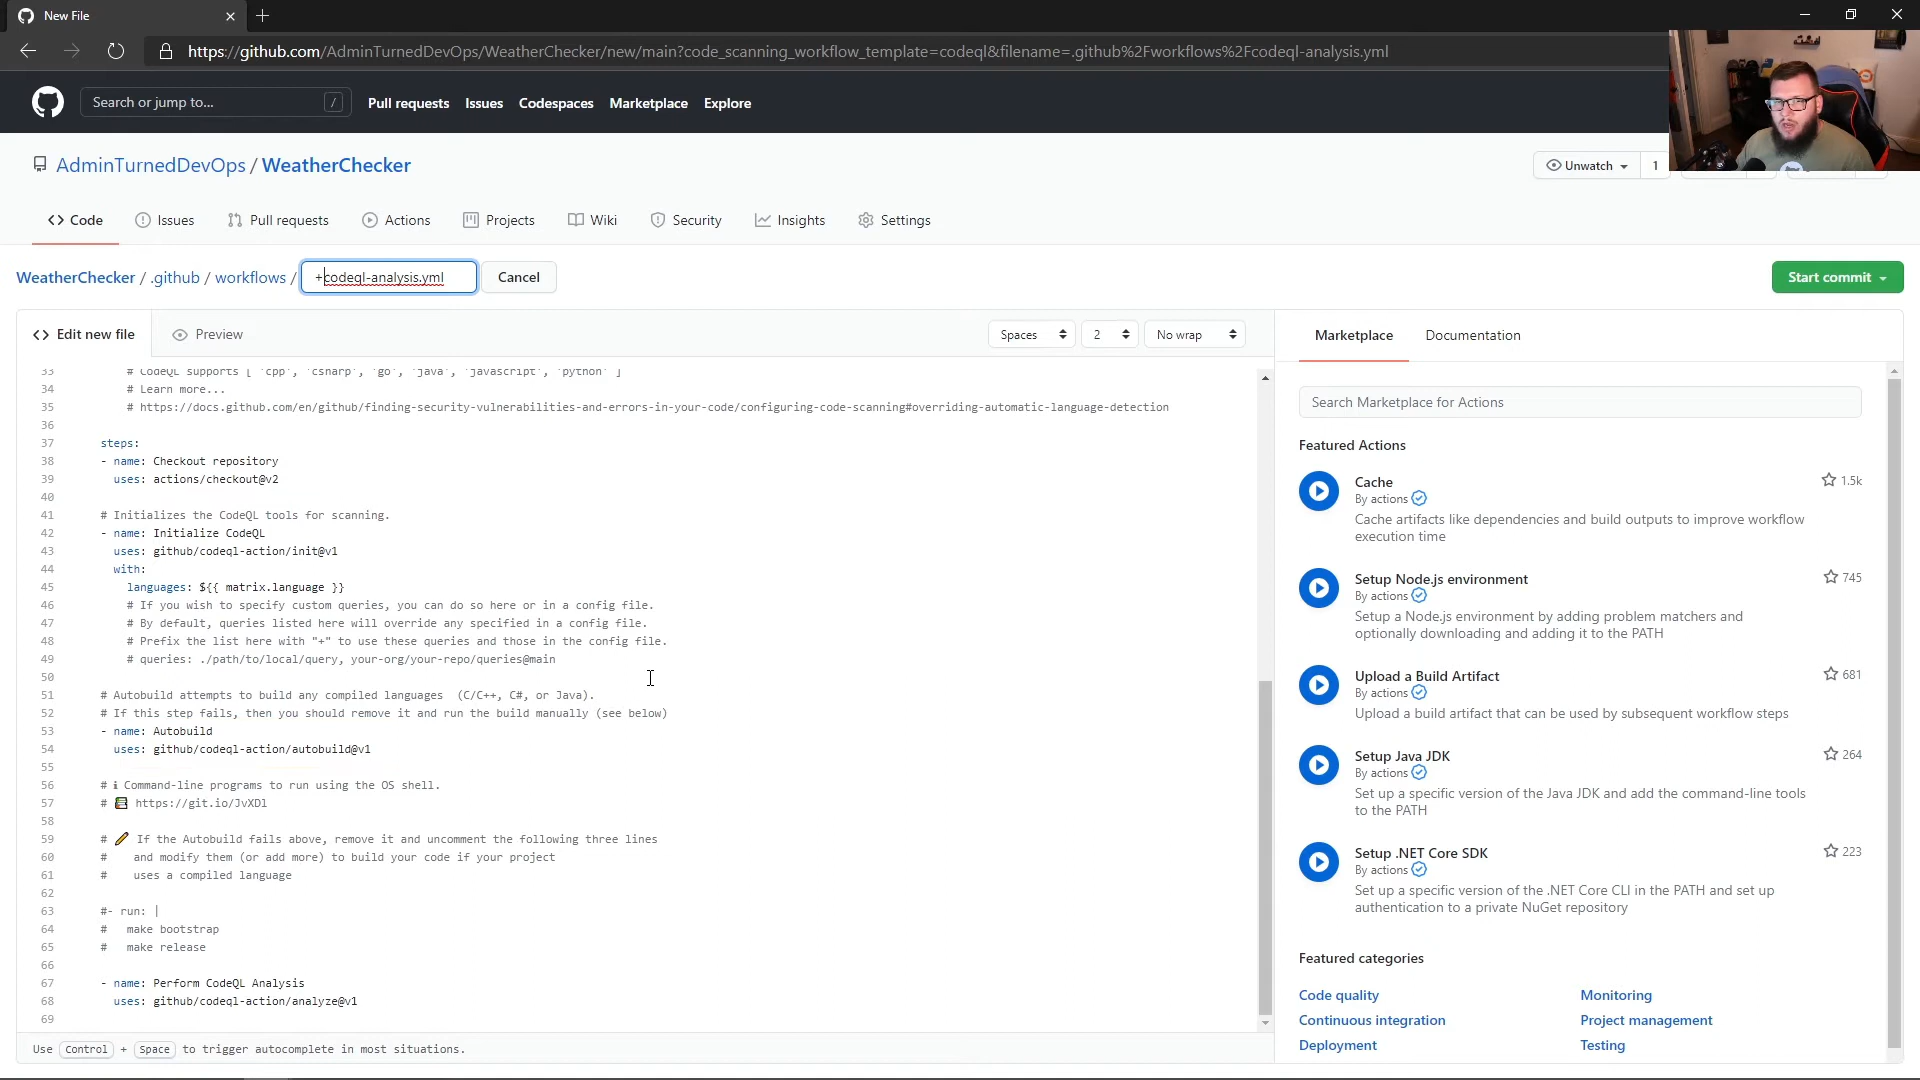 New File
https://github.com/AdminTurnedDevOps/WeatherChecker/new/main?code_scanning_workflow_template=codeql&filename=.github%2Fworkflows%2Fcodeql-analysis.yml
Search or jump to... /
Pull requests Issues Codespaces Marketplace Explore
AdminTurnedDevOps / WeatherChecker
Unwatch 1
Code Issues Pull requests Actions Projects Wiki Security Insights Settings
WeatherChecker / .github / workflows / +codeql-analysis.yml Cancel
Start commit
Edit new file Preview
Spaces 2 No wrap
33 # CodeQL supports [ 'cpp', 'csharp', 'go', 'java', 'javascript', 'python' ]
34 # Learn more...
35 # https://docs.github.com/en/github/finding-security-vulnerabilities-and-errors-in-your-code/configuring-code-scanning#overriding-automatic-language-detection
36
37 steps:
38 - name: Checkout repository
39 uses: actions/checkout@v2
40
41 # Initializes the CodeQL tools for scanning.
42 - name: Initialize CodeQL
43 uses: github/codeql-action/init@v1
44 with:
45 languages: ${{ matrix.language }}
46 # If you wish to specify custom queries, you can do so here or in a config file.
47 # By default, queries listed here will override any specified in a config file.
48 # Prefix the list here with "+" to use these queries and those in the config file.
49 # queries: ./path/to/local/query, your-org/your-repo/queries@main
50
51 # Autobuild attempts to build any compiled languages  (C/C++, C#, or Java).
52 # If this step fails, then you should remove it and run the build manually (see below)
53 - name: Autobuild
54 uses: github/codeql-action/autobuild@v1
55
56 # ℹ Command-line programs to run using the OS shell.
57 # 📚 https://git.io/JvXDl
58
59 # ✏ If the Autobuild fails above, remove it and uncomment the following three lines
60 # and modify them (or add more) to build your code if your project
61 # uses a compiled language
62
63 #- run: |
64 # make bootstrap
65 # make release
66
67 - name: Perform CodeQL Analysis
68 uses: github/codeql-action/analyze@v1
69
Use Control + Space to trigger autocomplete in most situations.
Marketplace Documentation
Search Marketplace for Actions
Featured Actions
Cache 1.5k
By actions
Cache artifacts like dependencies and build outputs to improve workflow
execution time
Setup Node.js environment 745
By actions
Setup a Node.js environment by adding problem matchers and
optionally downloading and adding it to the PATH
Upload a Build Artifact 681
By actions
Upload a build artifact that can be used by subsequent workflow steps
Setup Java JDK 264
By actions
Set up a specific version of the Java JDK and add the command-line tools
to the PATH
Setup .NET Core SDK 223
By actions
Set up a specific version of the .NET Core CLI in the PATH and set up
authentication to a private NuGet repository
Featured categories
Code quality Monitoring
Continuous integration Project management
Deployment Testing